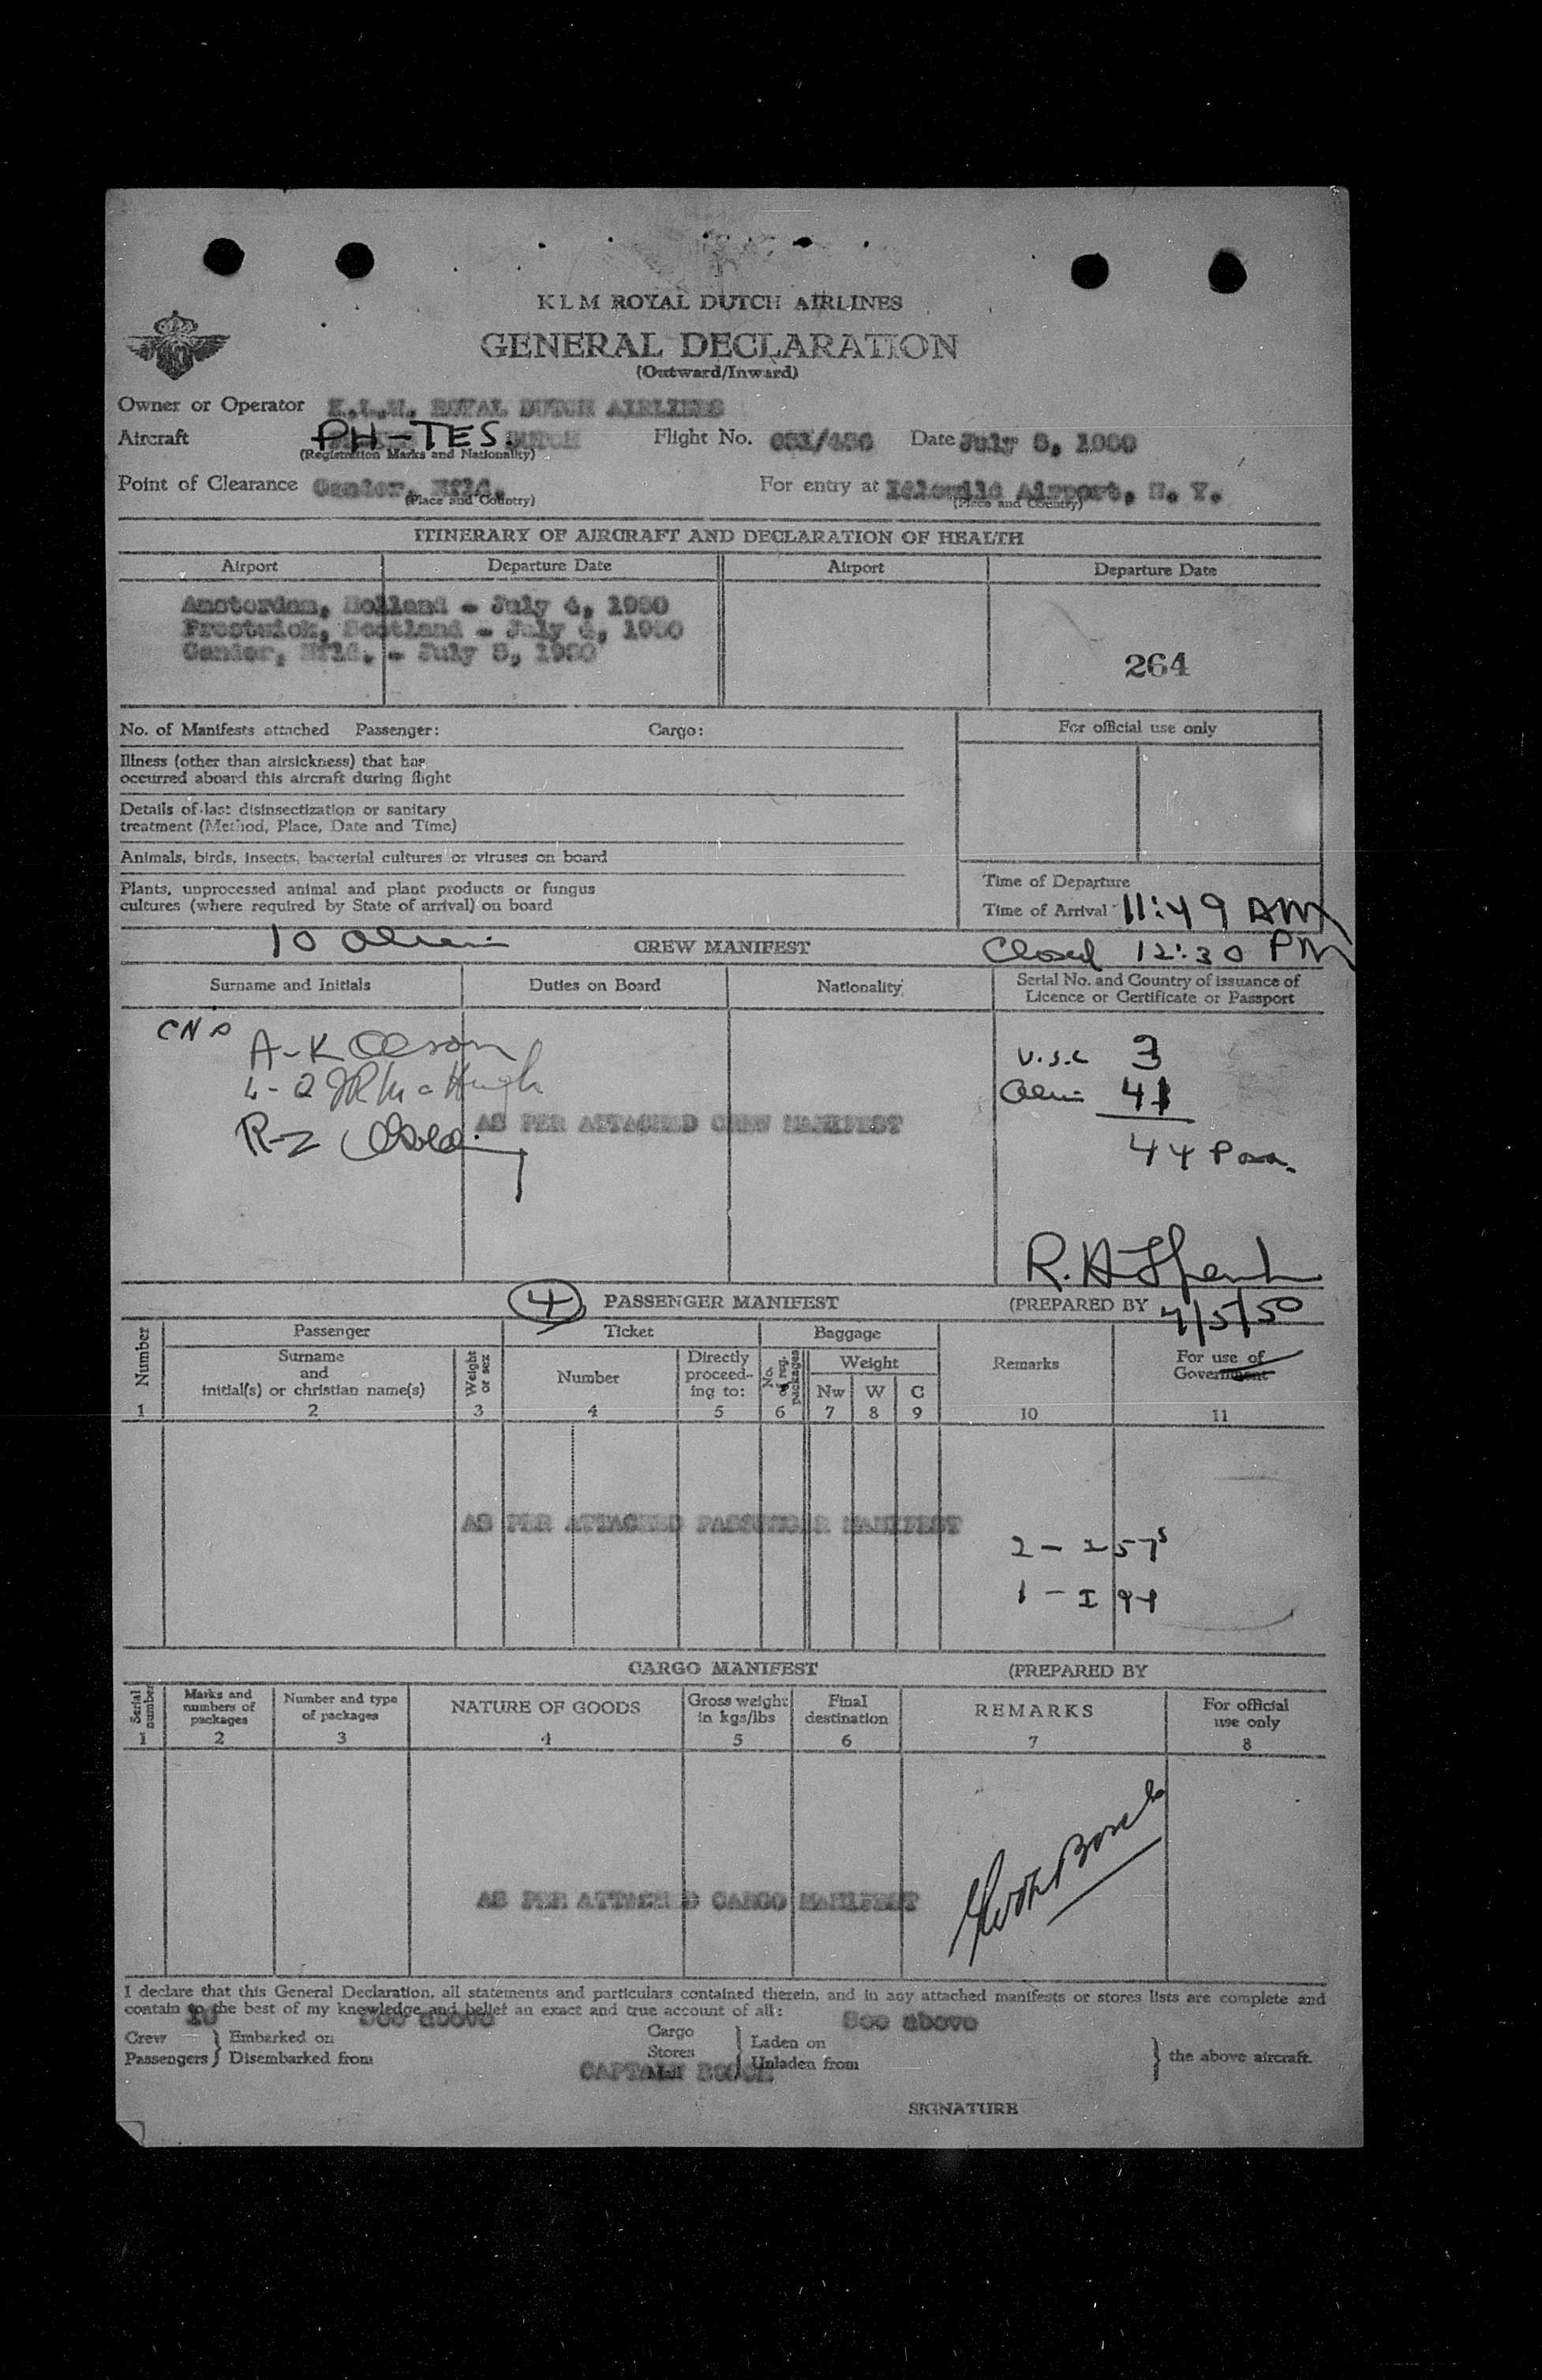 KLM ROYAL DUTCH AIRLINES
GENERAL DECLARATION
(Outward/Inward)
Owner or Operator K.L.M. ROYAL DUTCH AIRLINES
Aircraft PH-TES. DUTCH Flight No. Date July 5, 1950
(Registration Marks and Nationality)
Point of Clearance Gander, Nfld. For entry at Idlewild Airport, N. Y.
(Place and Country) (Place and Country)
ITINERARY OF AIRCRAFT AND DECLARATION OF HEALTH
Airport Departure Date Airport Departure Date
Amsterdam, Holland - July 4, 1950
Prestwick, Scotland - July 4, 1950
Gander, Nfld. - July 5, 1950
264
No. of Manifests attached Passenger: Cargo: For official use only
Illness (other than airsickness) that has
occurred aboard this aircraft during flight
Details of last disinsectization or sanitary
treatment (Method, Place, Date and Time)
Animals, birds, insects, bacterial cultures or viruses on board
Plants, unprocessed animal and plant products or fungus
cultures (where required by State of arrival) on board
Time of Departure
Time of Arrival 11:49 AM
10 CREW MANIFEST Closed 12:30 PM
Surname and Initials Duties on Board Nationality Serial No. and Country of issuance of
Licence or Certificate or Passport
A-K Olson
U.S.C 3
41
AS PER ATTACHED CREW MANIFEST
R-2
44 Pass.
R. A.
4 PASSENGER MANIFEST (PREPARED BY 7/5/50
Number Passenger Ticket Baggage Remarks For use of
Government
Surname
and
initial(s) or christian name(s) Weight or sex Number Directly
proceed-
ing to: No. of reg. packages Weight
Nw W C
1 2 3 4 5 6 7 8 9 10 11
AS PER ATTACHED PASSENGER MANIFEST
2 - I 57s
1 - I 94
CARGO MANIFEST (PREPARED BY
Serial number Marks and
numbers of
packages Number and type
of packages NATURE OF GOODS Gross weight
in kgs/lbs Final
destination REMARKS For official
use only
1 2 3 4 5 6 7 8
AS PER ATTACHED CARGO MANIFEST
I declare that this General Declaration, all statements and particulars contained therein, and in any attached manifests or stores lists are complete and
contain to the best of my knowledge and belief an exact and true account of all:
10 See above See above
Crew Embarked on Cargo Laden on
Passengers Disembarked from Stores Unladen from the above aircraft.
Mail
CAPTAIN
SIGNATURE